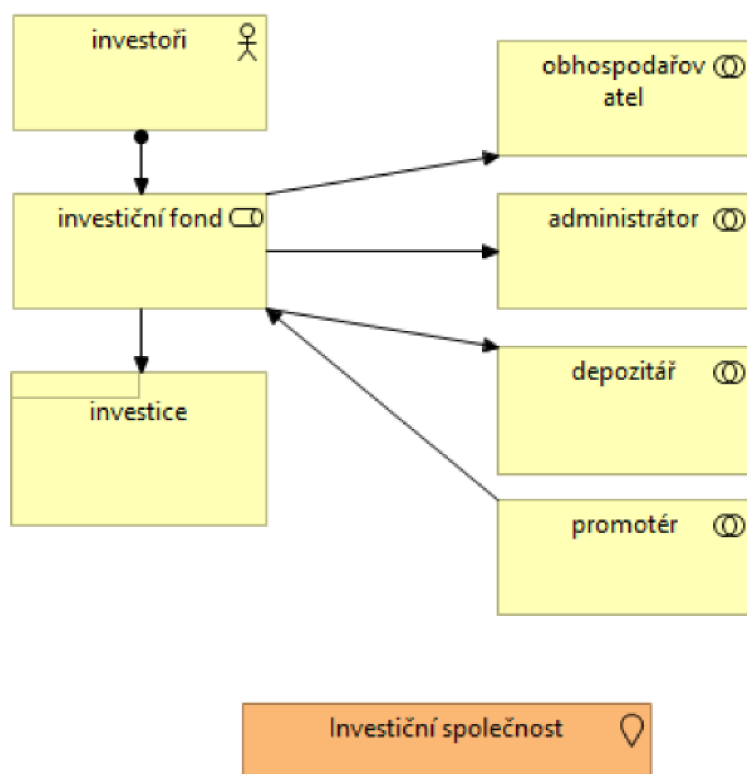 investoři
obhospodařov
atel
investiční fond
administrátor
investice
depozitář
promotér
Investiční společnost